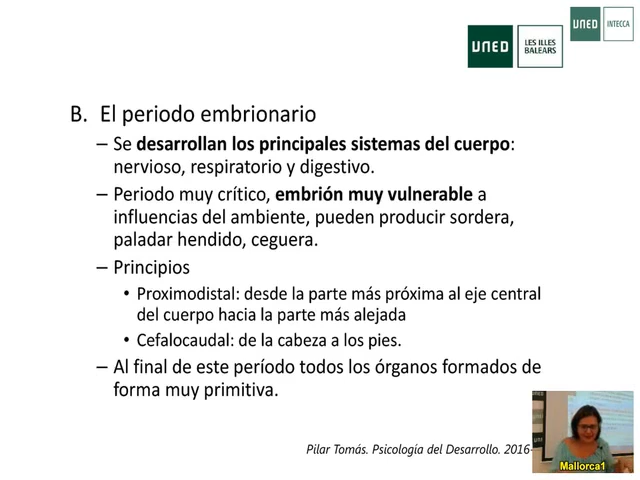 UNED
LES ILLES
BALEARS
UNED
INTECCA
B. El periodo embrionario
– Se desarrollan los principales sistemas del cuerpo:
nervioso, respiratorio y digestivo.
– Periodo muy crítico, embrión muy vulnerable a
influencias del ambiente, pueden producir sordera,
paladar hendido, ceguera.
– Principios
• Proximodistal: desde la parte más próxima al eje central
del cuerpo hacia la parte más alejada
• Cefalocaudal: de la cabeza a los pies.
– Al final de este período todos los órganos formados de
forma muy primitiva.
Pilar Tomás. Psicología del Desarrollo. 2016-
Mallorca1